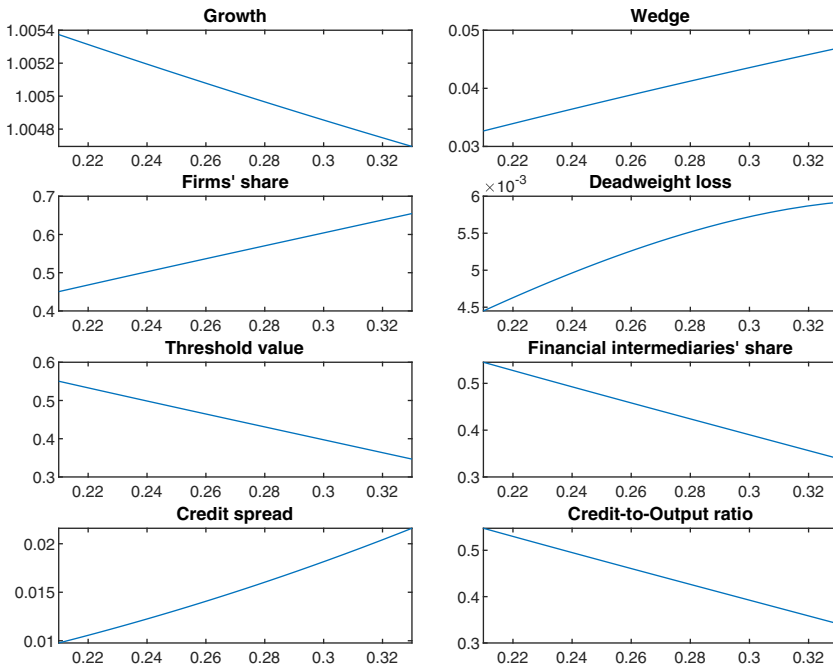 Growth
1.0054
1.0052
1.005
1.0048
0.22 0.24 0.26 0.28 0.3 0.32
Wedge
0.05
0.04
0.03
0.22 0.24 0.26 0.28 0.3 0.32
Firms' share
0.7
0.6
0.5
0.4
0.22 0.24 0.26 0.28 0.3 0.32
Deadweight loss
×10-3
6
5.5
5
4.5
0.22 0.24 0.26 0.28 0.3 0.32
Threshold value
0.6
0.5
0.4
0.3
0.22 0.24 0.26 0.28 0.3 0.32
Financial intermediaries' share
0.5
0.4
0.3
0.22 0.24 0.26 0.28 0.3 0.32
Credit spread
0.02
0.015
0.01
0.22 0.24 0.26 0.28 0.3 0.32
Credit-to-Output ratio
0.5
0.4
0.3
0.22 0.24 0.26 0.28 0.3 0.32